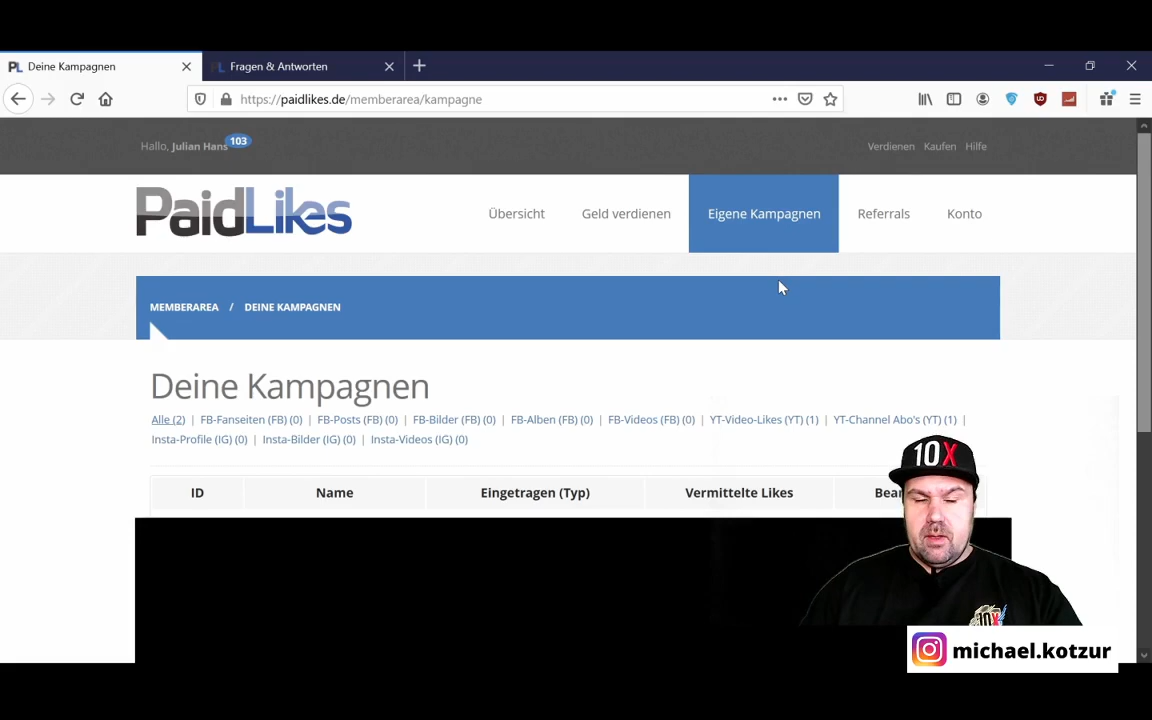 Deine Kampagnen
Fragen & Antworten
https://paidlikes.de/memberarea/kampagne
Hallo, Julian Hans
103
Verdienen Kaufen Hilfe
PaidLikes
Übersicht
Geld verdienen
Eigene Kampagnen
Referrals
Konto
MEMBERAREA / DEINE KAMPAGNEN
Deine Kampagnen
Alle (2) | FB-Fanseiten (FB) (0) | FB-Posts (FB) (0) | FB-Bilder (FB) (0) | FB-Alben (FB) (0) | FB-Videos (FB) (0) | YT-Video-Likes (YT) (1) | YT-Channel Abo's (YT) (1) |
Insta-Profile (IG) (0) | Insta-Bilder (IG) (0) | Insta-Videos (IG) (0)
ID Name Eingetragen (Typ) Vermittelte Likes Bear
10X
10X
michael.kotzur